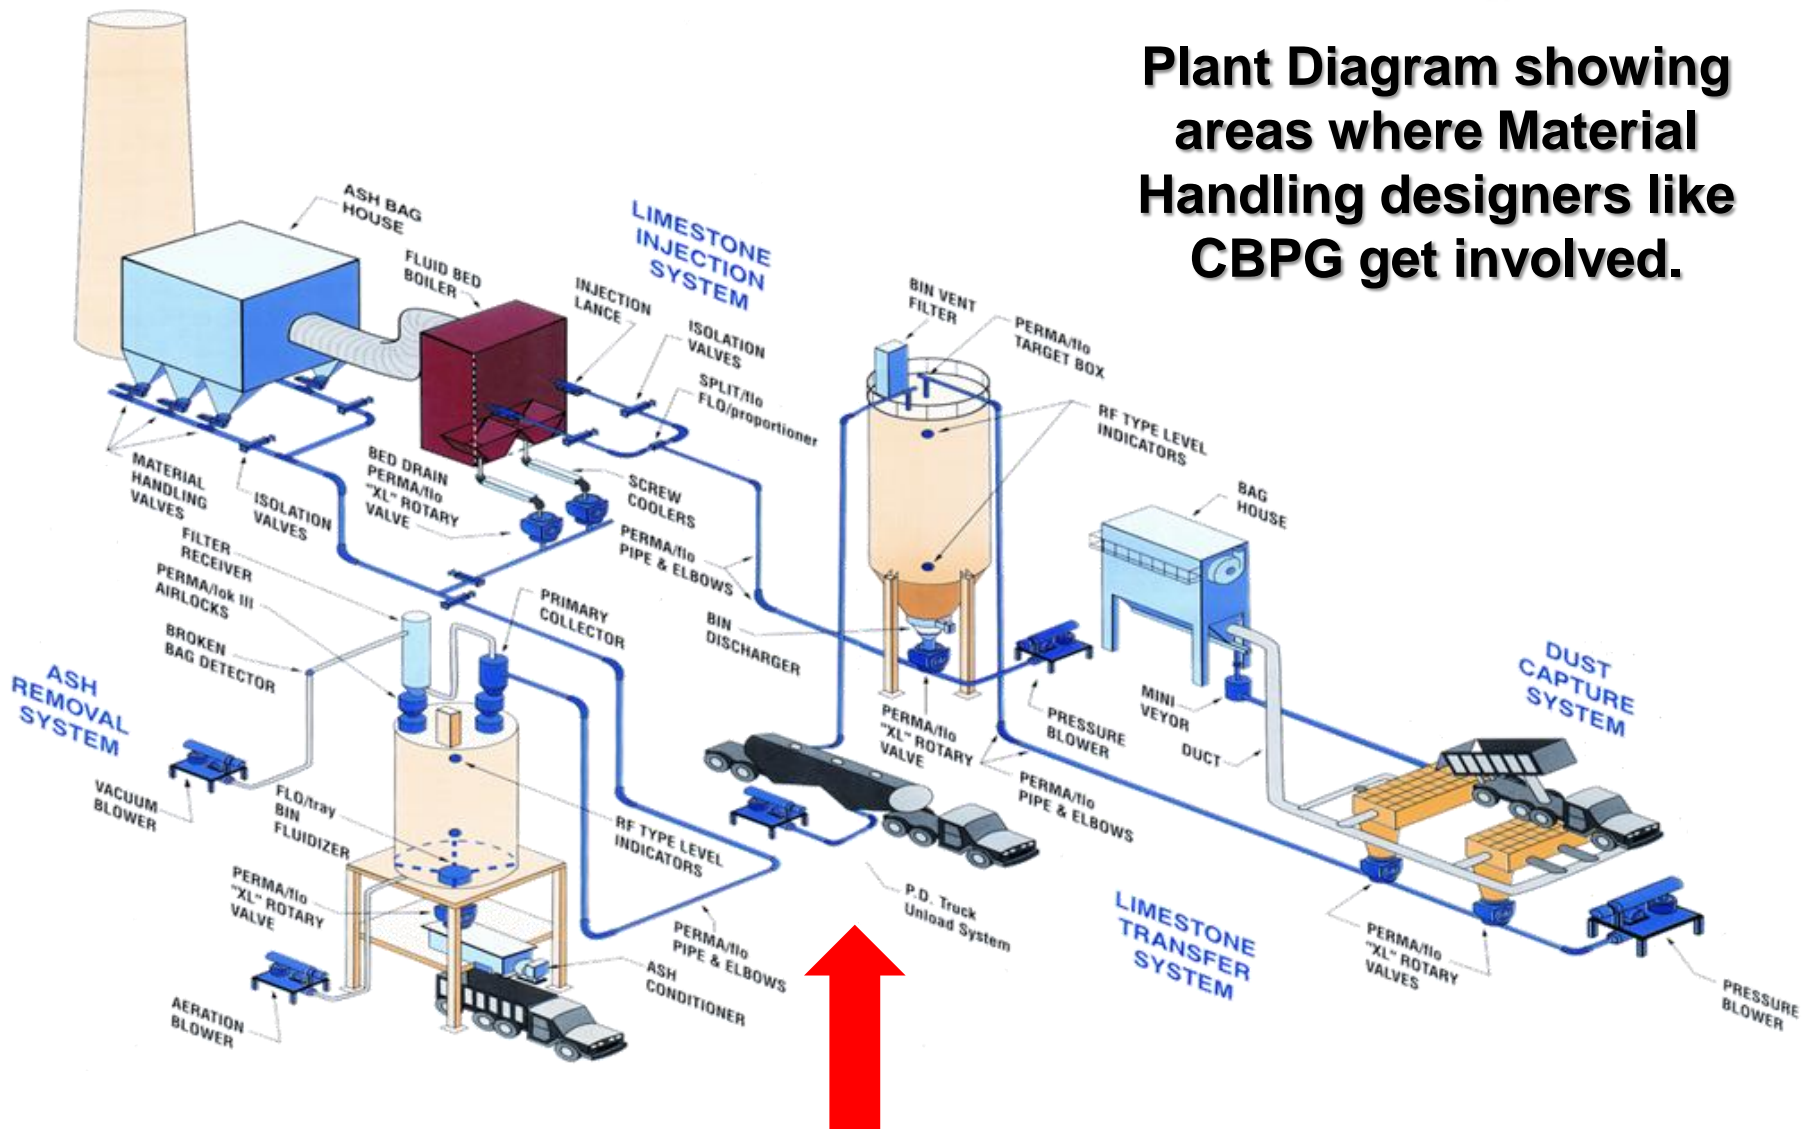 Plant Diagram showing
areas where Material
Handling designers like
CBPG get involved.
ASH BAG
HOUSE
FLUID BED
BOILER
LIMESTONE
INJECTION
SYSTEM
INJECTION
LANCE
ISOLATION
VALVES
SPLIT/flo
FLO/proportioner
BIN VENT
FILTER
PERMA/flo
TARGET BOX
RF TYPE LEVEL
INDICATORS
BAG
HOUSE
MATERIAL
HANDLING
VALVES
ISOLATION
VALVES
BED DRAIN
PERMA/flo
"XL" ROTARY
VALVE
SCREW
COOLERS
PERMA/flo
PIPE & ELBOWS
FILTER
RECEIVER
PERMA/lok III
AIRLOCKS
BROKEN
BAG DETECTOR
PRIMARY
COLLECTOR
BIN
DISCHARGER
ASH
REMOVAL
SYSTEM
DUST
CAPTURE
SYSTEM
MINI
VEYOR
DUCT
PERMA/flo
"XL" ROTARY
VALVE
PRESSURE
BLOWER
PERMA/flo
PIPE & ELBOWS
VACUUM
BLOWER
FLO/tray
BIN
FLUIDIZER
RF TYPE LEVEL
INDICATORS
PERMA/flo
"XL" ROTARY
VALVE
P.D. Truck
Unload System
LIMESTONE
TRANSFER
SYSTEM
PERMA/flo
PIPE & ELBOWS
PERMA/flo
"XL" ROTARY
VALVES
ASH
CONDITIONER
AERATION
BLOWER
PRESSURE
BLOWER